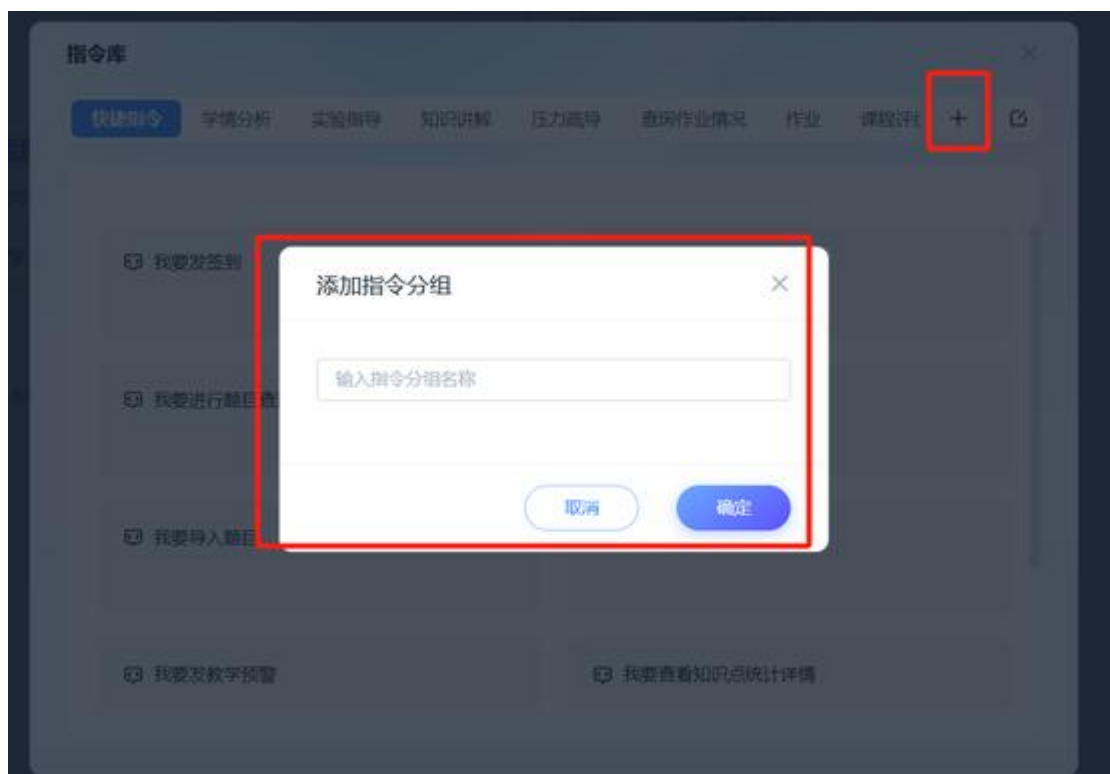 指令库
快捷指令 学情分析 实验指导 知识讲解 压力疏导 查询作业情况 作业 课程评
我要发签到
添加指令分组
输入指令分组名称
我要进行题目查
取消 确定
我要导入题目
我要发教学预警 我要查看知识点统计详情